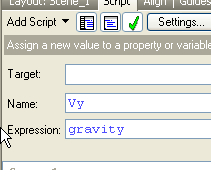 Layout: Scene_1 Script Align Guides
Add Script Settings...
Assign a new value to a property or variable
Target:
Name: Vy
Expression: gravity